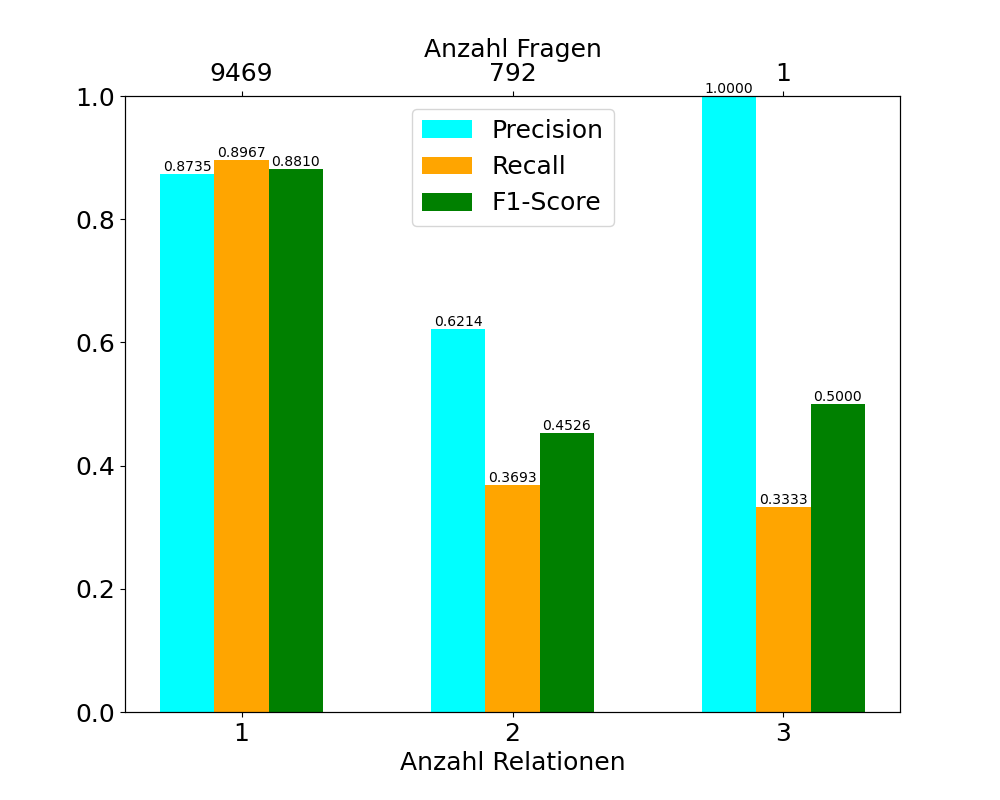 Anzahl Fragen
9469 792 1
1.0
0.8
0.6
0.4
0.2
0.0
Precision
Recall
F1-Score
0.8735 0.8967 0.8810
0.6214 0.3693 0.4526
1.0000 0.3333 0.5000
1 2 3
Anzahl Relationen